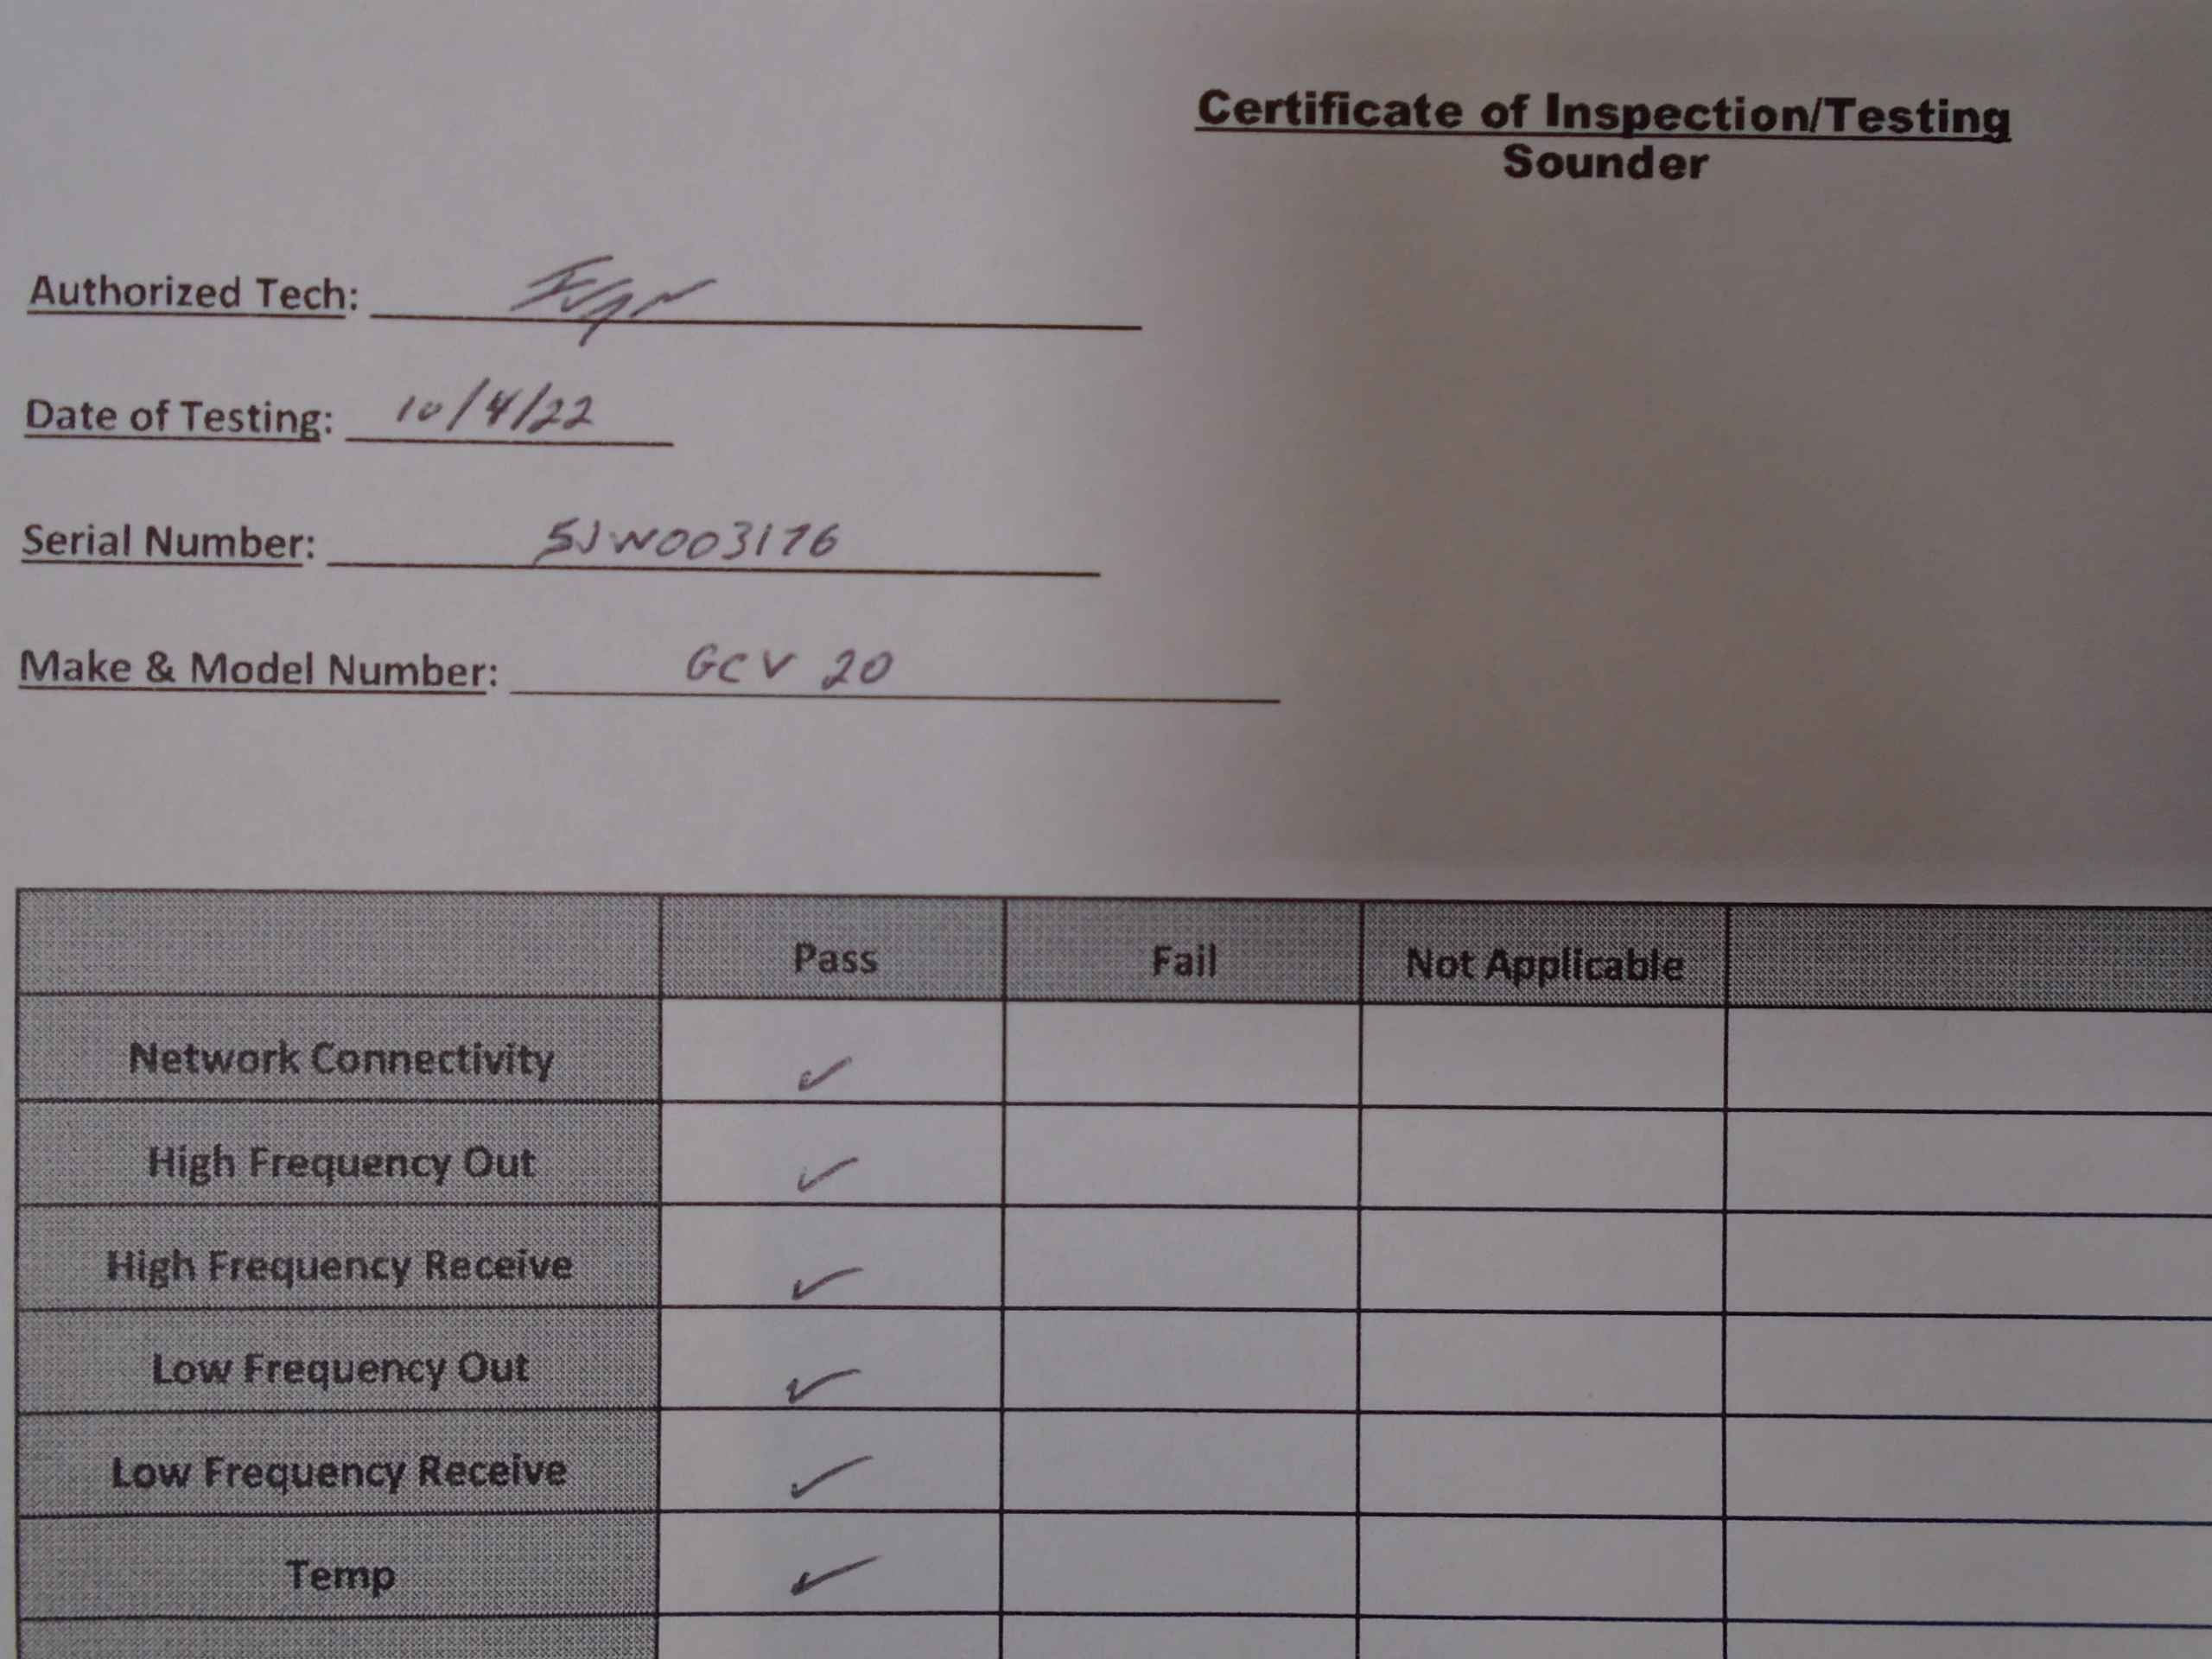 Certificate of Inspection/Testing
Sounder
Authorized Tech:
Date of Testing: 10/4/22
Serial Number: 5JW003176
Make & Model Number: GCV 20
Pass Fail Not Applicable
Network Connectivity ✓
High Frequency Out ✓
High Frequency Receive ✓
Low Frequency Out ✓
Low Frequency Receive ✓
Temp ✓